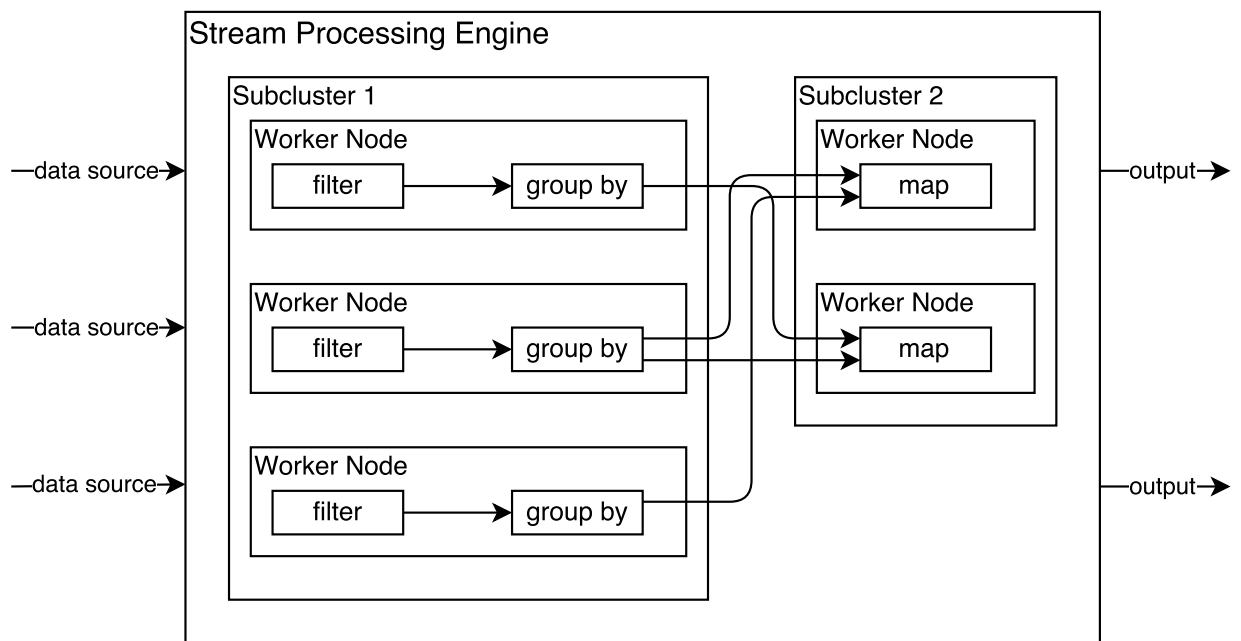 Stream Processing Engine
Subcluster 1
Subcluster 2
Worker Node
Worker Node
data source
filter
group by
map
output
Worker Node
Worker Node
data source
filter
group by
map
Worker Node
data source
filter
group by
output